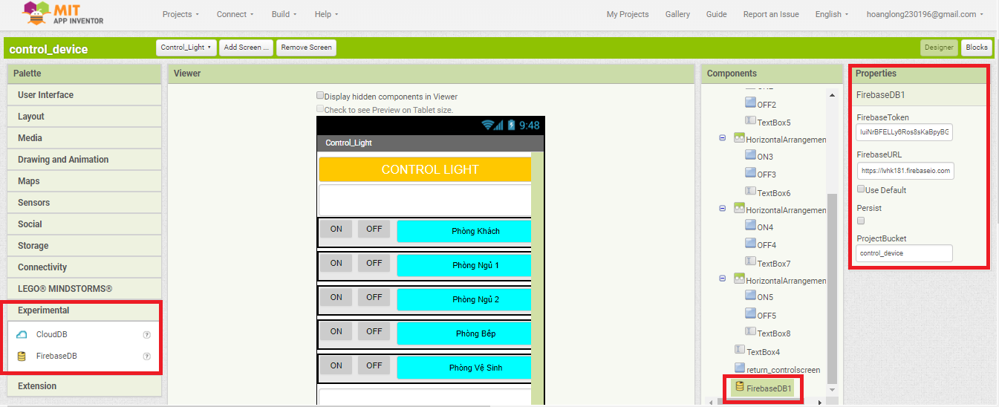 MIT
APP INVENTOR
Projects
Connect
Build
Help
My Projects
Gallery
Guide
Report an Issue
English
hoanglong230196@gmail.com
control_device
Control_Light
Add Screen ...
Remove Screen
Designer
Blocks
Palette
User Interface
Layout
Media
Drawing and Animation
Maps
Sensors
Social
Storage
Connectivity
LEGO® MINDSTORMS®
Experimental
CloudDB
?
FirebaseDB
?
Extension
Viewer
Display hidden components in Viewer
Check to see Preview on Tablet size.
9:48
Control_Light
CONTROL LIGHT
ON OFF Phòng Khách
ON OFF Phòng Ngủ 1
ON OFF Phòng Ngủ 2
ON OFF Phòng Bếp
ON OFF Phòng Vệ Sinh
Components
OFF2
TextBox5
HorizontalArrangemen
ON3
OFF3
TextBox6
HorizontalArrangemen
ON4
OFF4
TextBox7
HorizontalArrangemen
ON5
OFF5
TextBox8
TextBox4
return_controlscreen
FirebaseDB1
Properties
FirebaseDB1
FirebaseToken
FirebaseURL
https://lvhk181.firebaseio.com
Use Default
Persist
ProjectBucket
control_device